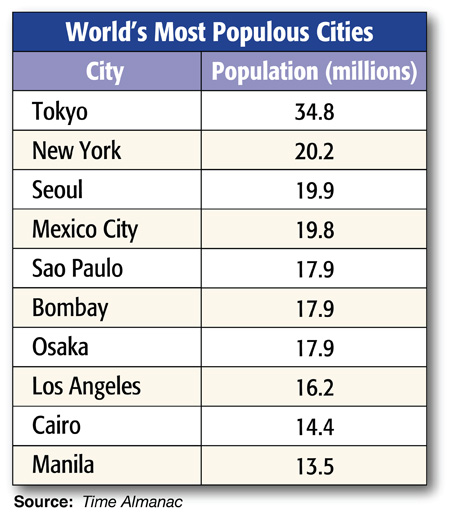 World's Most Populous Cities
City Population (millions)
Tokyo 34.8
New York 20.2
Seoul 19.9
Mexico City 19.8
Sao Paulo 17.9
Bombay 17.9
Osaka 17.9
Los Angeles 16.2
Cairo 14.4
Manila 13.5
Source: Time Almanac